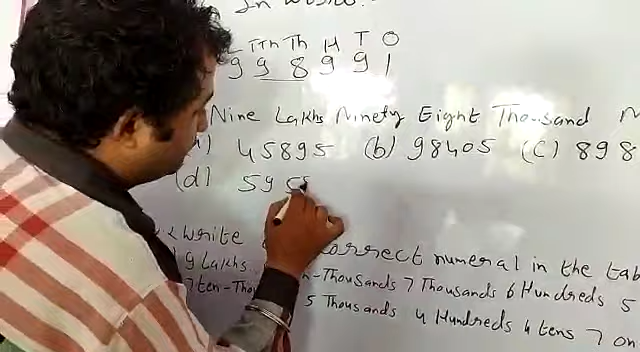 In words.
TTh Th H T O
9 9 8 9 9 1
Nine Lakhs Ninety Eight Thousand
45895 (b) 98405 (c) 898
(d) 59
write correct numeral in the tab
9 Lakhs -Thousands 7 Thousands 6 Hundreds 5
7 ten- 5 Thousands 4 Hundreds 4 tens 7 on